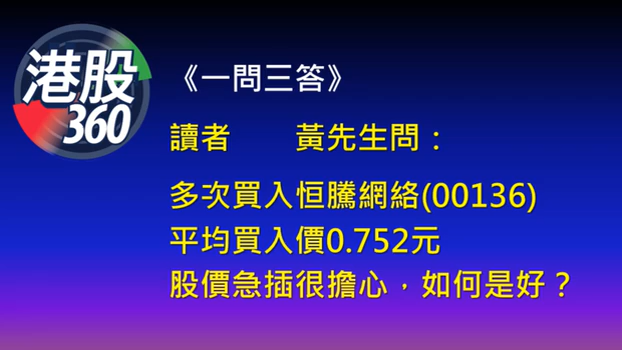 港股
360
《一問三答》
讀者　　黃先生問：
多次買入恒騰網絡(00136)
平均買入價0.752元
股價急插很擔心，如何是好？